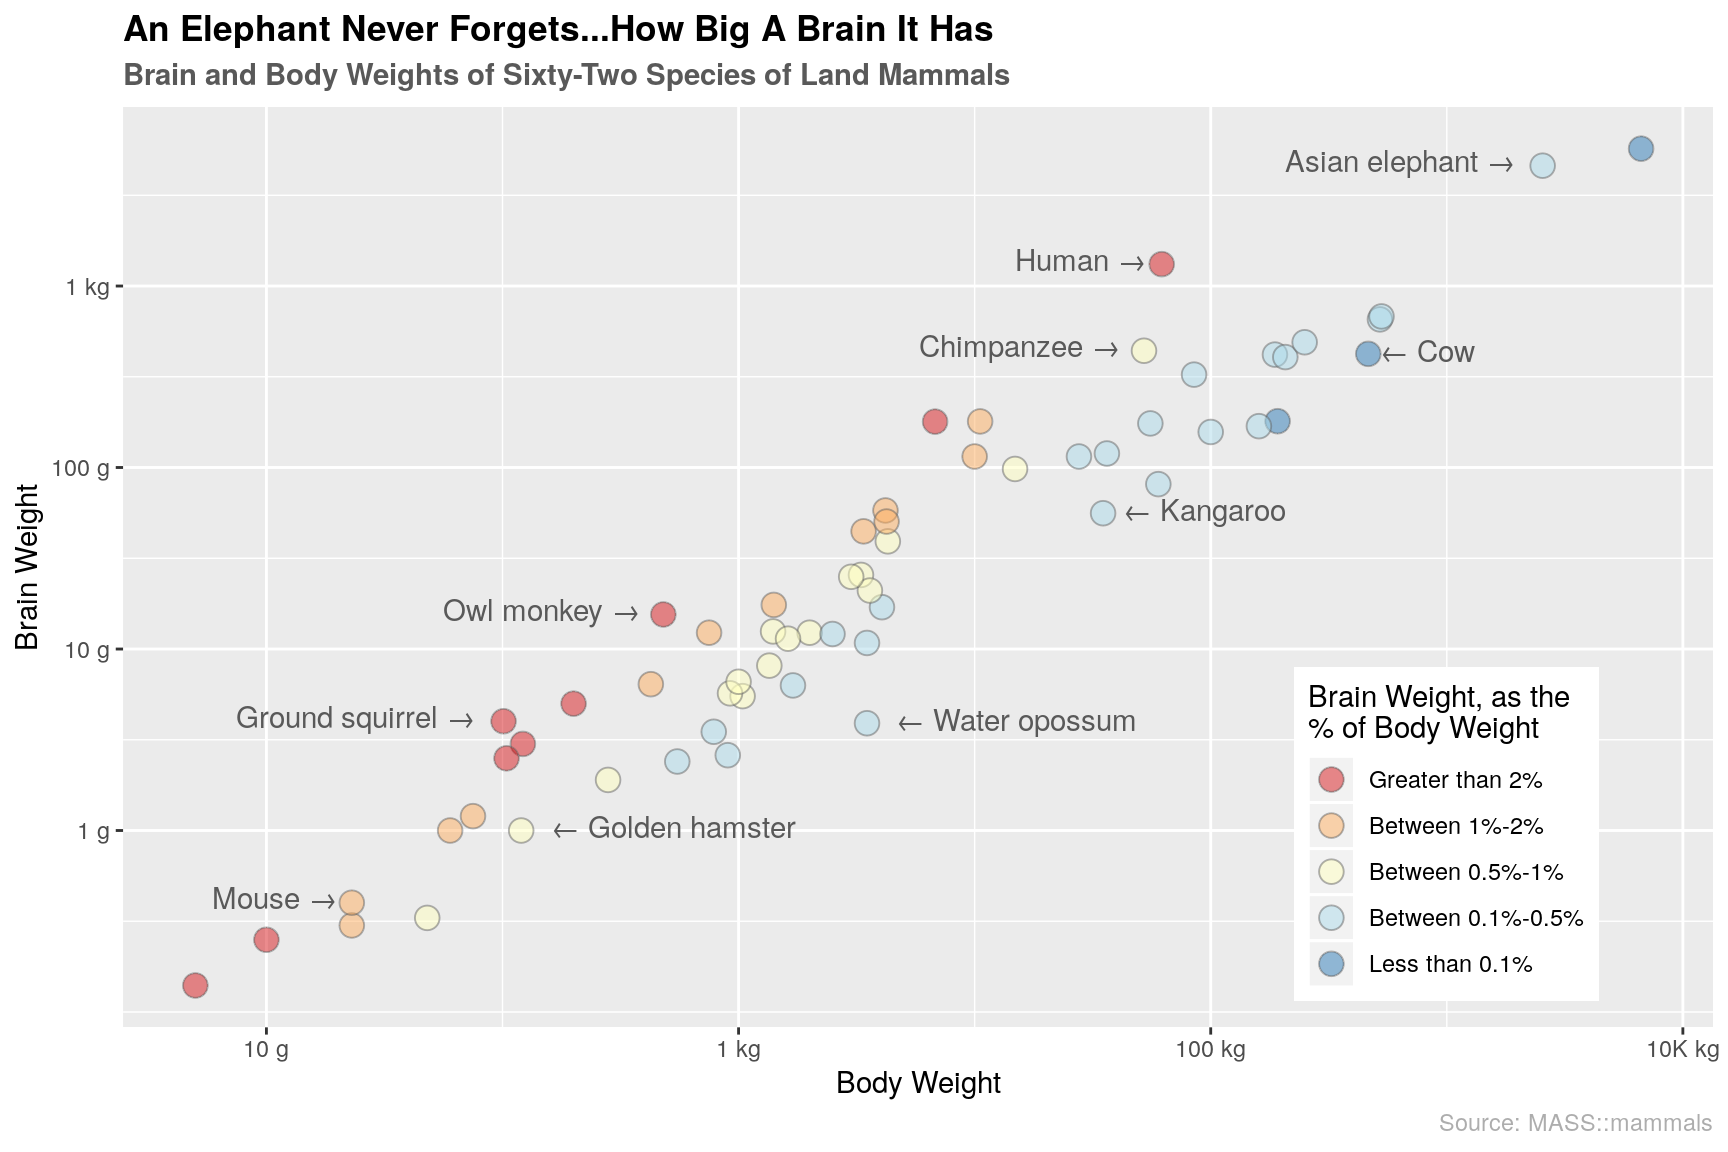 An Elephant Never Forgets...How Big A Brain It Has
Brain and Body Weights of Sixty-Two Species of Land Mammals
Asian elephant →
Human →
1 kg
Chimpanzee →
← Cow
100 g
← Kangaroo
Brain Weight
Owl monkey →
10 g
Ground squirrel →
← Water opossum
1 g
← Golden hamster
Mouse →
Brain Weight, as the
% of Body Weight
Greater than 2%
Between 1%-2%
Between 0.5%-1%
Between 0.1%-0.5%
Less than 0.1%
10 g
1 kg
100 kg
10K kg
Body Weight
Source: MASS::mammals